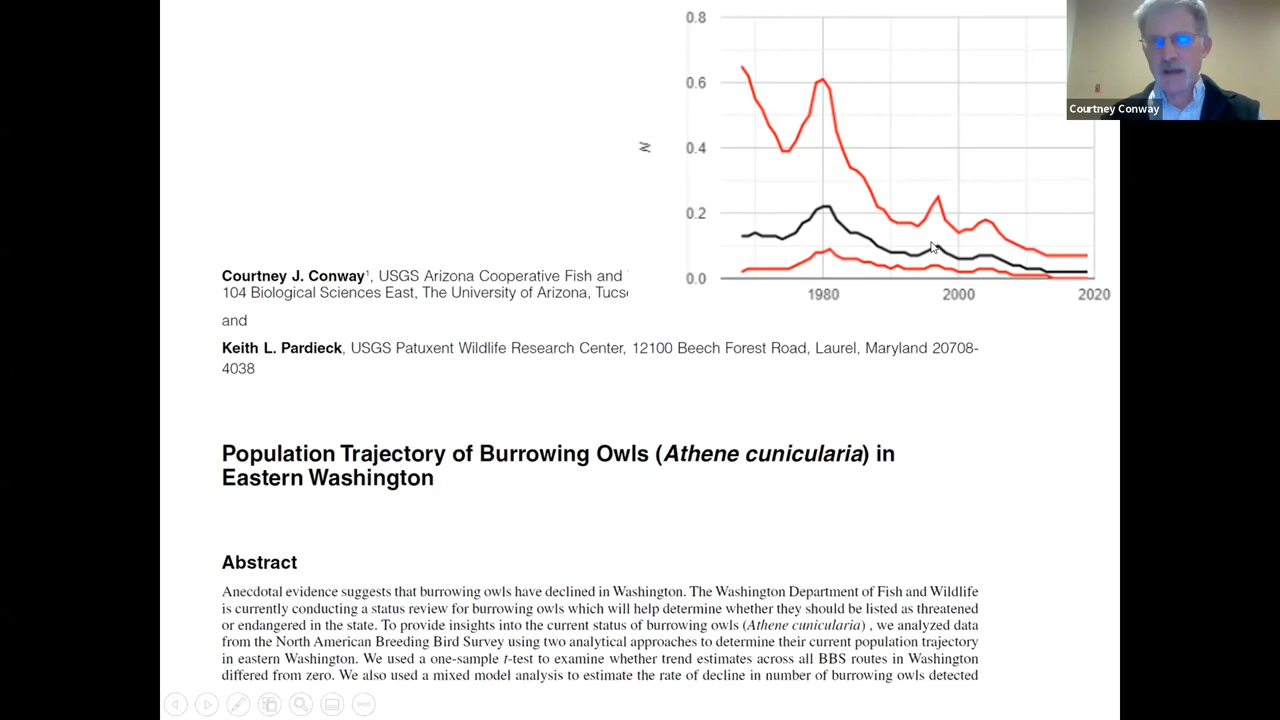 0.8
0.6
0.4
0.2
0.0
N
1980
2000
2020
Courtney Conway
Courtney J. Conway¹, USGS Arizona Cooperative Fish and
104 Biological Sciences East, The University of Arizona,
and
Keith L. Pardieck, USGS Patuxent Wildlife Research Center, 12100 Beech Forest Road, Laurel, Maryland 20708-
4038
Population Trajectory of Burrowing Owls (Athene cunicularia) in
Eastern Washington
Abstract
Anecdotal evidence suggests that burrowing owls have declined in Washington. The Washington Department of Fish and Wildlife
is currently conducting a status review for burrowing owls which will help determine whether they should be listed as threatened
or endangered in the state. To provide insights into the current status of burrowing owls (Athene cunicularia) , we analyzed data
from the North American Breeding Bird Survey using two analytical approaches to determine their current population trajectory
in eastern Washington. We used a one-sample t-test to examine whether trend estimates across all BBS routes in Washington
differed from zero. We also used a mixed model analysis to estimate the rate of decline in number of burrowing owls detected